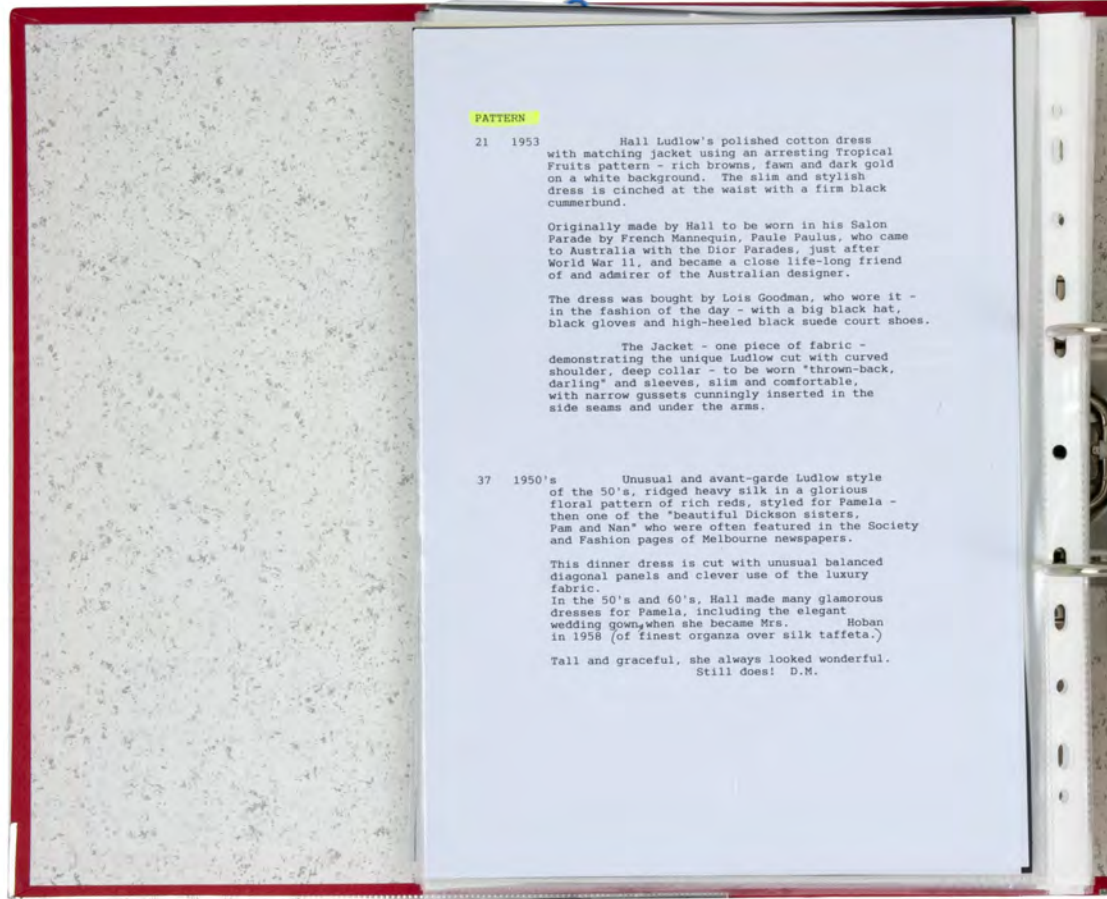 PATTERN
21 1953 Hall Ludlow's polished cotton dress
with matching jacket using an arresting Tropical
Fruits pattern - rich browns, fawn and dark gold
on a white background. The slim and stylish
dress is cinched at the waist with a firm black
cummerbund.
Originally made by Hall to be worn in his Salon
Parade by French Mannequin, Paule Paulus, who came
to Australia with the Dior Parades, just after
World War 11, and became a close life-long friend
of and admirer of the Australian designer.
The dress was bought by Lois Goodman, who wore it -
in the fashion of the day - with a big black hat,
black gloves and high-heeled black suede court shoes.
The Jacket - one piece of fabric -
demonstrating the unique Ludlow cut with curved
shoulder, deep collar - to be worn "thrown-back,
darling" and sleeves, slim and comfortable,
with narrow gussets cunningly inserted in the
side seams and under the arms.
37 1950's Unusual and avant-garde Ludlow style
of the 50's, ridged heavy silk in a glorious
floral pattern of rich reds, styled for Pamela -
then one of the "beautiful Dickson sisters,
Pam and Nan" who were often featured in the Society
and Fashion pages of Melbourne newspapers.
This dinner dress is cut with unusual balanced
diagonal panels and clever use of the luxury
fabric.
In the 50's and 60's, Hall made many glamorous
dresses for Pamela, including the elegant
wedding gown, when she became Mrs. Hoban
in 1958 (of finest organza over silk taffeta.)
Tall and graceful, she always looked wonderful.
Still does! D.M.